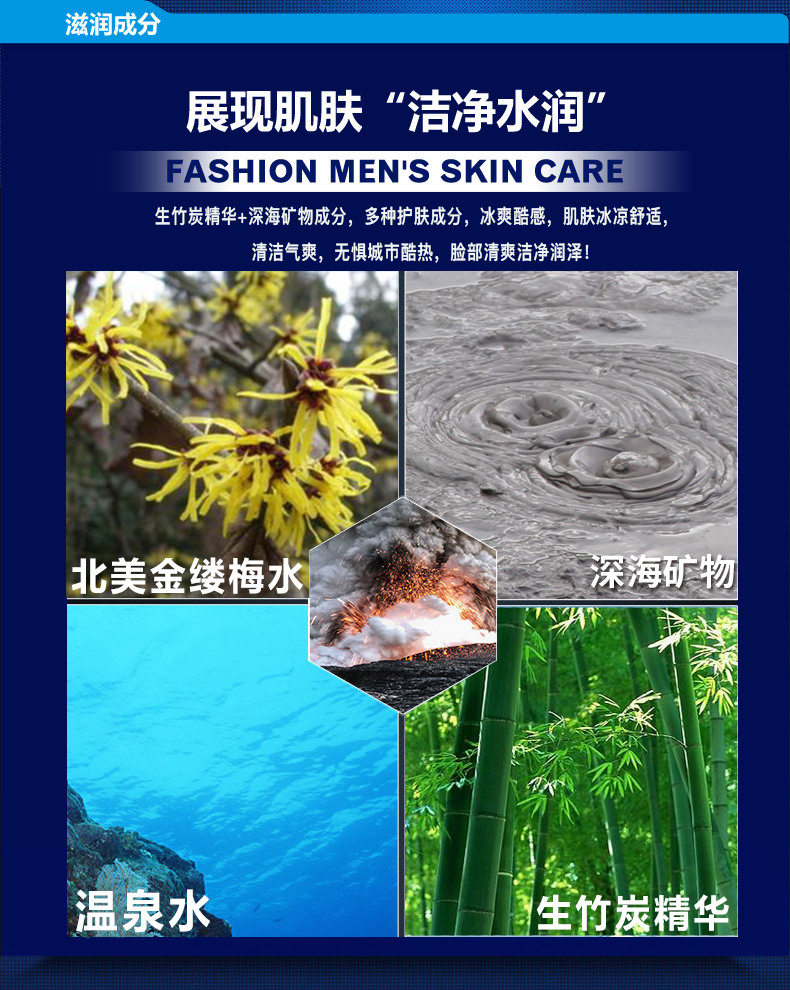 滋润成分
展现肌肤“洁净水润”
FASHION MEN'S SKIN CARE
生竹炭精华+深海矿物成分，多种护肤成分，冰爽酷感，肌肤冰凉舒适，
清洁气爽，无惧城市酷热，脸部清爽洁净润泽！
北美金缕梅水
深海矿物
温泉水
生竹炭精华